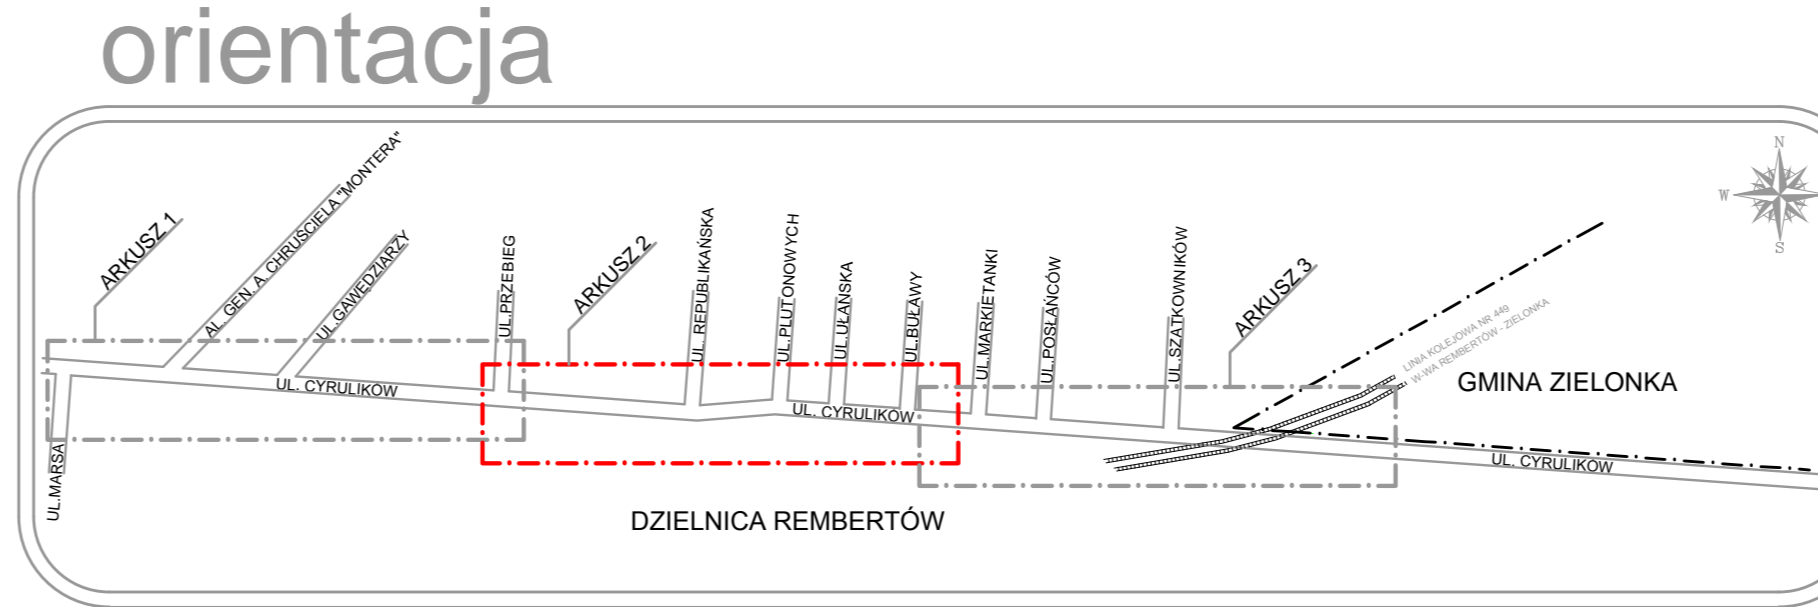 orientacja
ARKUSZ 1
AL. GEN. A. CHRUŚCIELA "MONTERA"
UL.GAWĘDZIARZY
UL.PRZEBIEG
ARKUSZ 2
UL. REPUBLIKAŃSKA
UL.PLUTONOWYCH
UL.UŁAŃSKA
UL.BUŁAWY
UL.MARKIETANKI
UL.POSŁAŃCÓW
UL.SZATKOWNIKÓW
ARKUSZ 3
LINIA KOLEJOWA NR 449
W-WA REMBERTÓW - ZIELONKA
N
W
S
GMINA ZIELONKA
UL. CYRULIKÓW
UL. CYRULIKÓW
UL. CYRULIKÓW
UL.MARSA
DZIELNICA REMBERTÓW